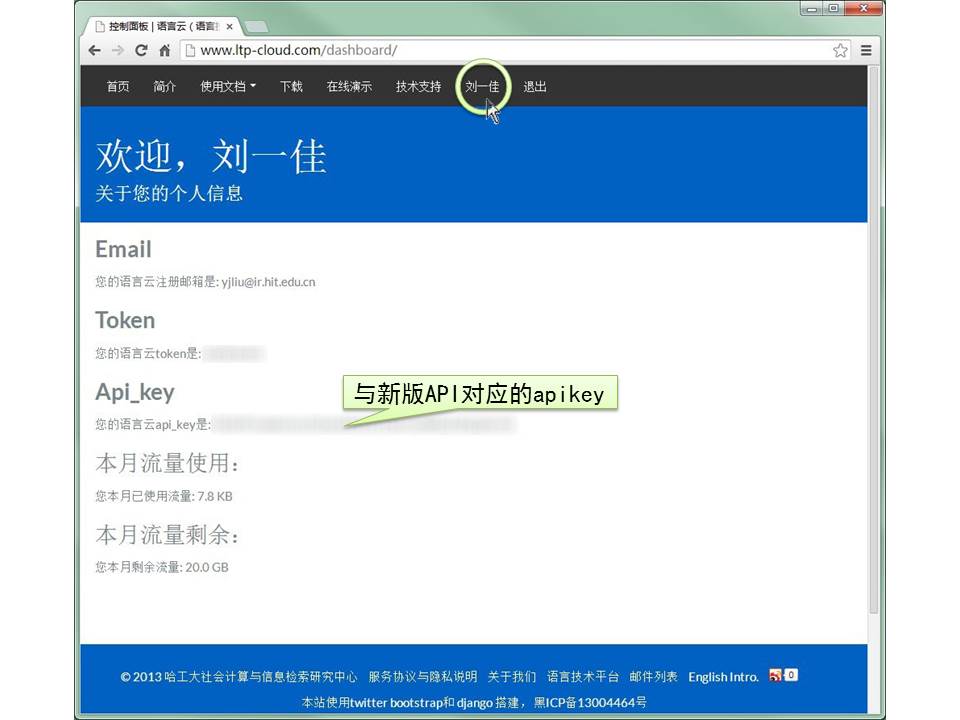 控制面板 | 语言云 ( 语言
www.ltp-cloud.com/dashboard/
首页 简介 使用文档 下载 在线演示 技术支持 刘一佳 退出
欢迎，刘一佳
关于您的个人信息
Email
您的语言云注册邮箱是: yjliu@ir.hit.edu.cn
Token
您的语言云token是:
Api_key
与新版API对应的apikey
您的语言云api_key是:
本月流量使用:
您本月已使用流量: 7.8 KB
本月流量剩余:
您本月剩余流量: 20.0 GB
© 2013 哈工大社会计算与信息检索研究中心 服务协议与隐私说明 关于我们 语言技术平台 邮件列表 English Intro. 0
本站使用twitter bootstrap和 django 搭建，黑ICP备13004464号